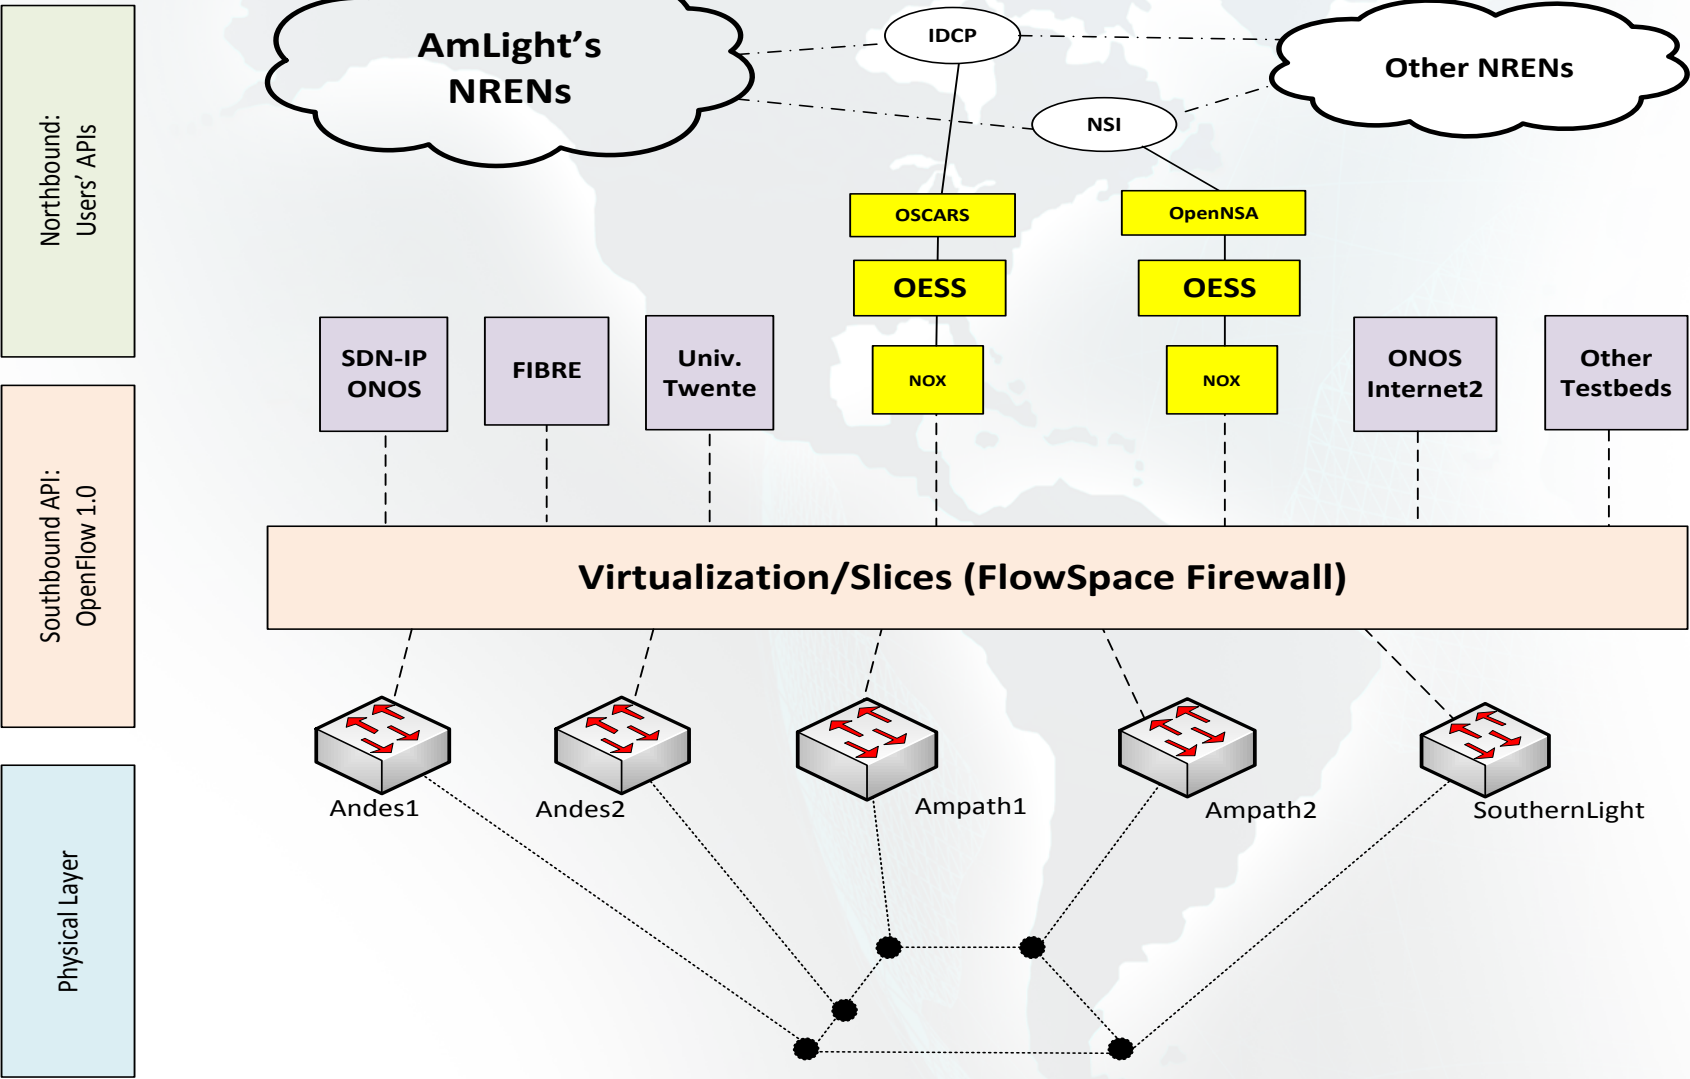 Northbound:
Users' APIs
Southbound API:
OpenFlow 1.0
Physical Layer
AmLight's
NRENs
IDCP
Other NRENs
NSI
OSCARS
OpenNSA
OESS
OESS
SDN-IP
ONOS
FIBRE
Univ.
Twente
NOX
NOX
ONOS
Internet2
Other
Testbeds
Virtualization/Slices (FlowSpace Firewall)
Andes1
Andes2
Ampath1
Ampath2
SouthernLight